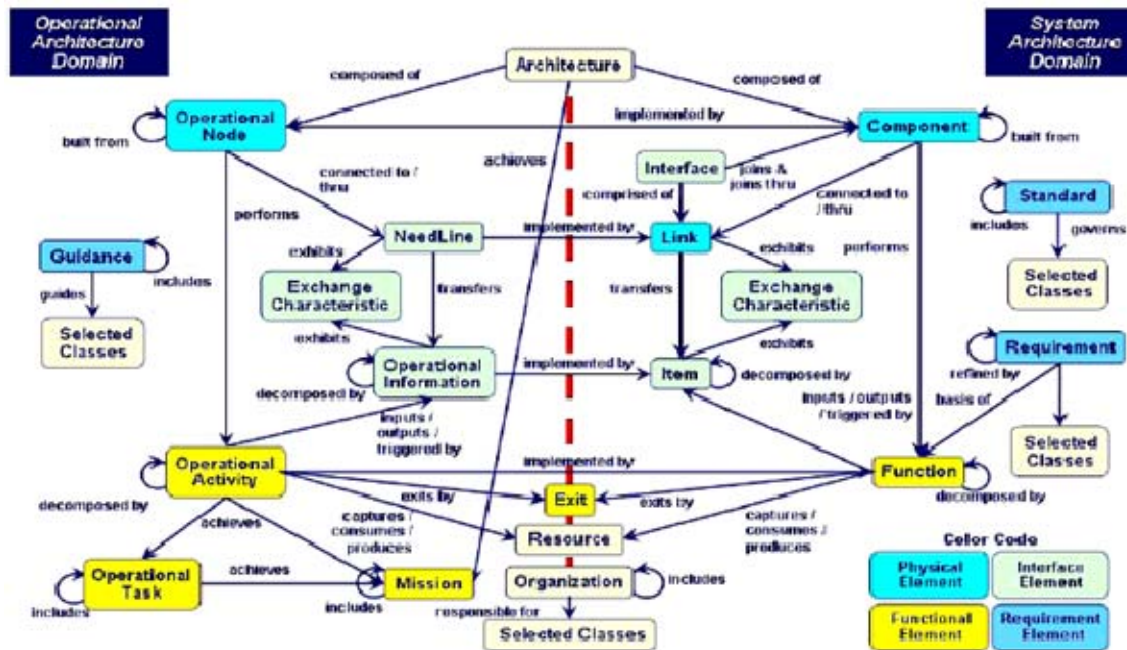 Operational
Architecture
Domain
System
Architecture
Domain
Architecture
composed of
composed of
Operational
Node
implemented by
Component
built from
built from
achieves
Interface
joins &
joins thru
connected to /
thru
comprised of
connected to
/ thru
Standard
includes
governs
performs
NeedLine
implemented by
Link
performs
Guidance
includes
guides
exhibits
exhibits
Selected
Classes
Exchange
Characteristic
transfers
transfers
Exchange
Characteristic
Selected
Classes
exhibits
exhibits
Requirement
Operational
Information
decomposed by
implemented by
Item
decomposed by
refined by
inputs /
outputs /
triggered by
inputs / outputs
/ triggered by
basis of
Selected
Classes
Operational
Activity
implemented by
Function
decomposed by
exits by
Exit
exits by
decomposed by
achieves
captures /
consumes /
produces
Resource
captures /
consumes /
produces
Color Code
Operational
Task
achieves
Mission
Organization
includes
includes
includes
responsible for
Selected Classes
Physical
Element
Interface
Element
Functional
Element
Requirement
Element